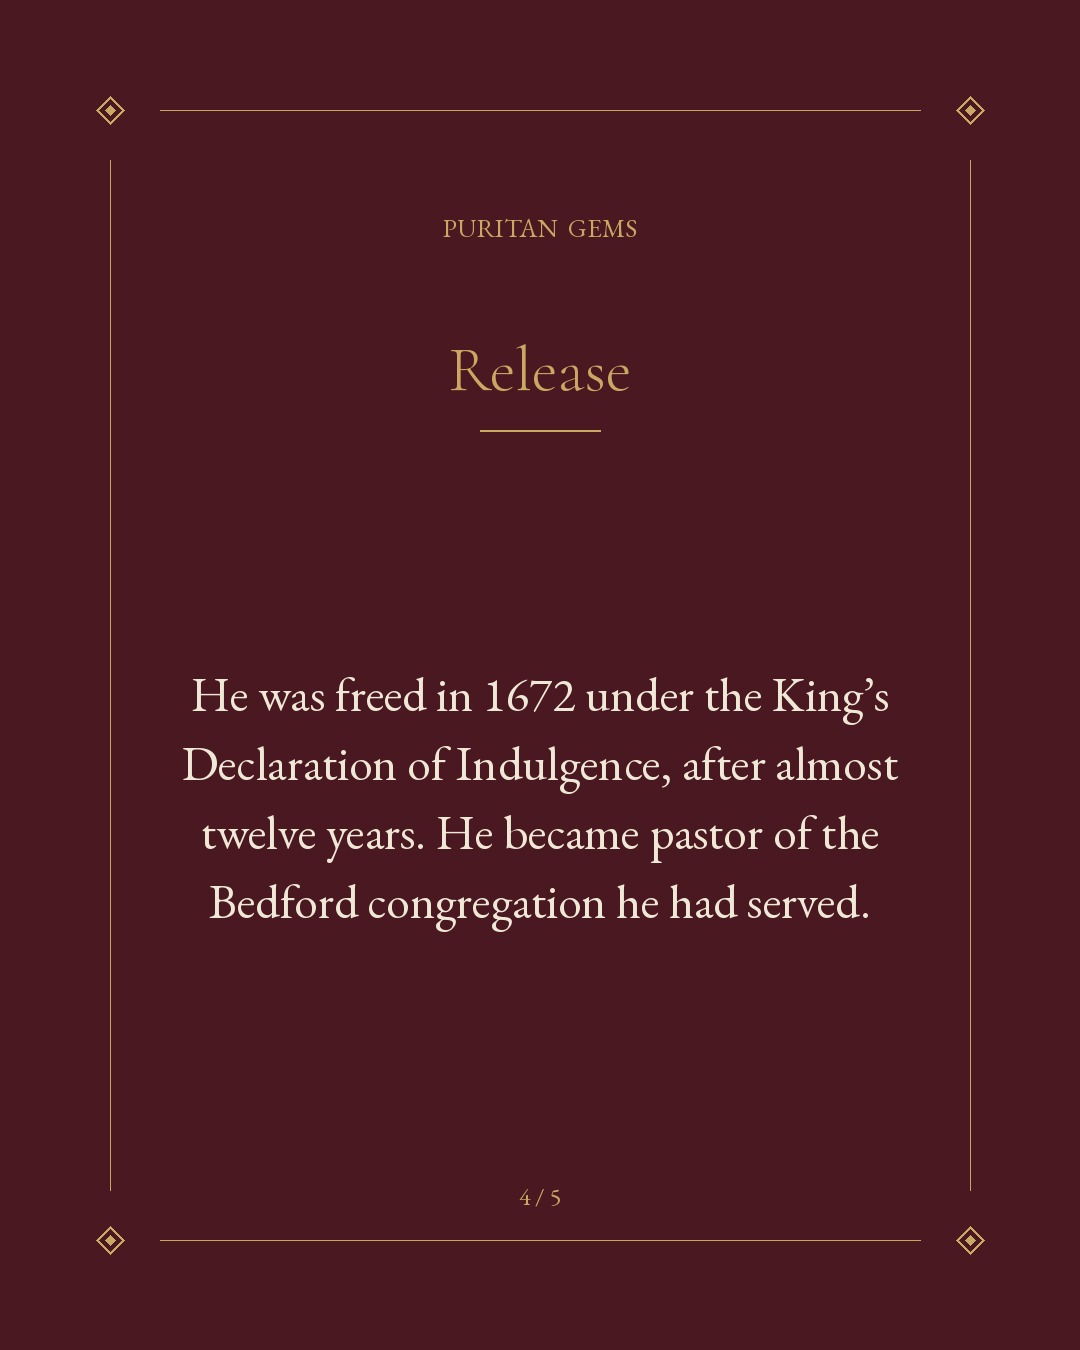 PURITAN GEMS
Release
He was freed in 1672 under the King’s
Declaration of Indulgence, after almost
twelve years. He became pastor of the
Bedford congregation he had served.
4 / 5